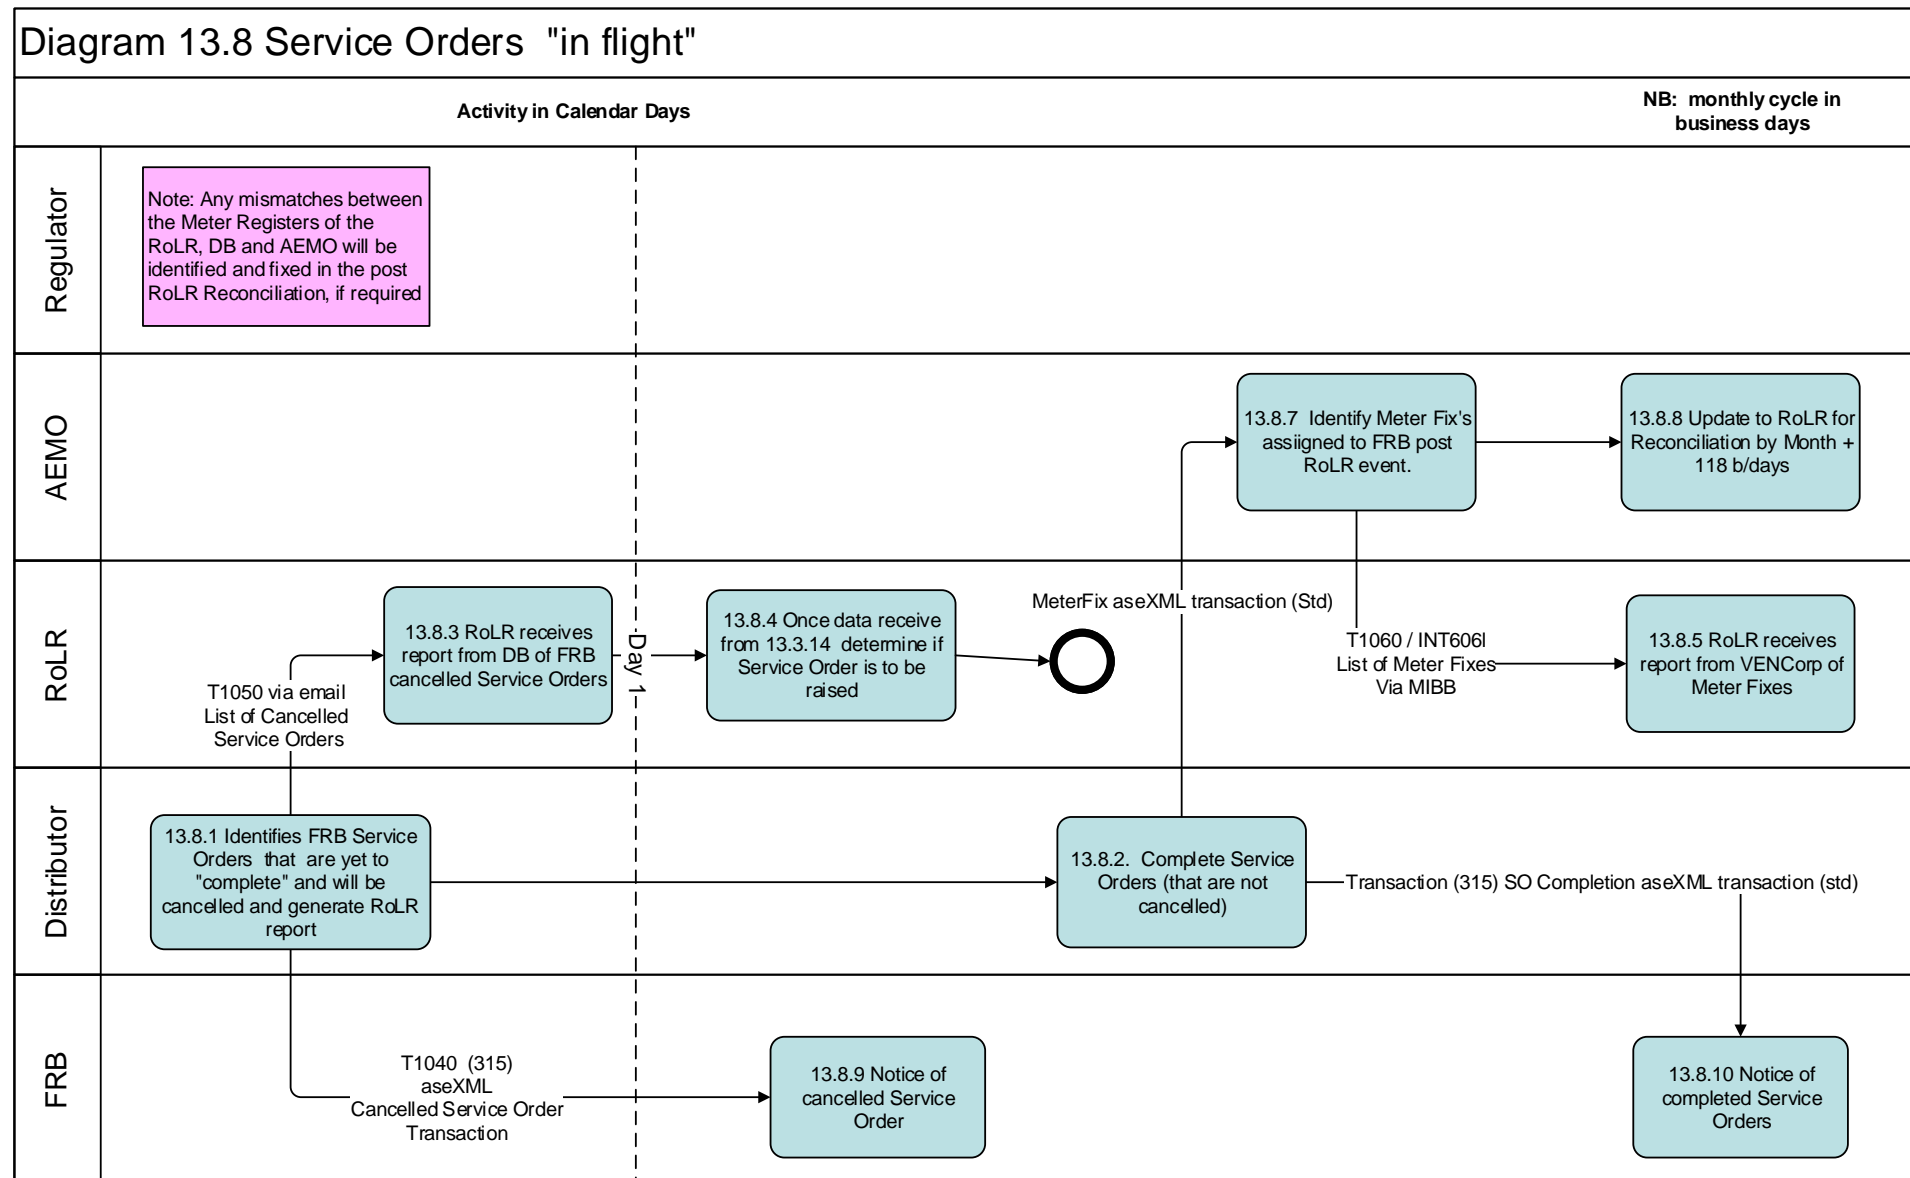 Diagram 13.8 Service Orders "in flight"
Activity in Calendar Days
NB: monthly cycle in
business days
Regulator
Note: Any mismatches between
the Meter Registers of the
RoLR, DB and AEMO will be
identified and fixed in the post
RoLR Reconciliation, if required
AEMO
13.8.7 Identify Meter Fix's
assiigned to FRB post
RoLR event.
13.8.8 Update to RoLR for
Reconciliation by Month +
118 b/days
RoLR
13.8.3 RoLR receives
report from DB of FRB
cancelled Service Orders
Day 1
13.8.4 Once data receive
from 13.3.14 determine if
Service Order is to be
raised
MeterFix aseXML transaction (Std)
T1060 / INT606I
List of Meter Fixes
Via MIBB
13.8.5 RoLR receives
report from VENCorp of
Meter Fixes
T1050 via email
List of Cancelled
Service Orders
Distributor
13.8.1 Identifies FRB Service
Orders that are yet to
"complete" and will be
cancelled and generate RoLR
report
13.8.2. Complete Service
Orders (that are not
cancelled)
Transaction (315) SO Completion aseXML transaction (std)
FRB
T1040 (315)
aseXML
Cancelled Service Order
Transaction
13.8.9 Notice of
cancelled Service
Order
13.8.10 Notice of
completed Service
Orders